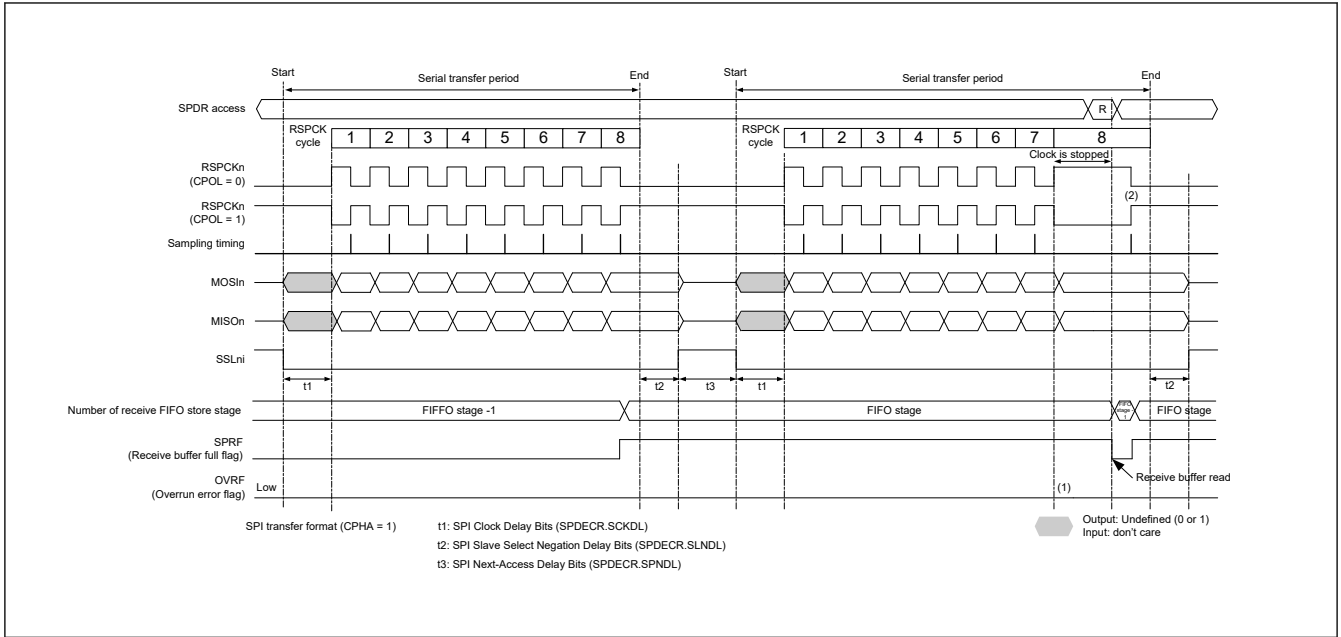 Start Serial transfer period End Start Serial transfer period End
SPDR access R
RSPCK cycle 1 2 3 4 5 6 7 8 RSPCK cycle 1 2 3 4 5 6 7 8
Clock is stopped
RSPCKn
(CPOL = 0)
(2)
RSPCKn
(CPOL = 1)
Sampling timing
MOSIn
MISOn
SSLni
t1 t2 t3 t1 t2
Number of receive FIFO store stage FIFFO stage -1 FIFO stage FIFO stage -1 FIFO stage
SPRF
(Receive buffer full flag)
Receive buffer read
OVRF
(Overrun error flag)
Low (1)
SPI transfer format (CPHA = 1)
t1: SPI Clock Delay Bits (SPDECR.SCKDL)
t2: SPI Slave Select Negation Delay Bits (SPDECR.SLNDL)
t3: SPI Next-Access Delay Bits (SPDECR.SPNDL)
Output: Undefined (0 or 1)
Input: don't care